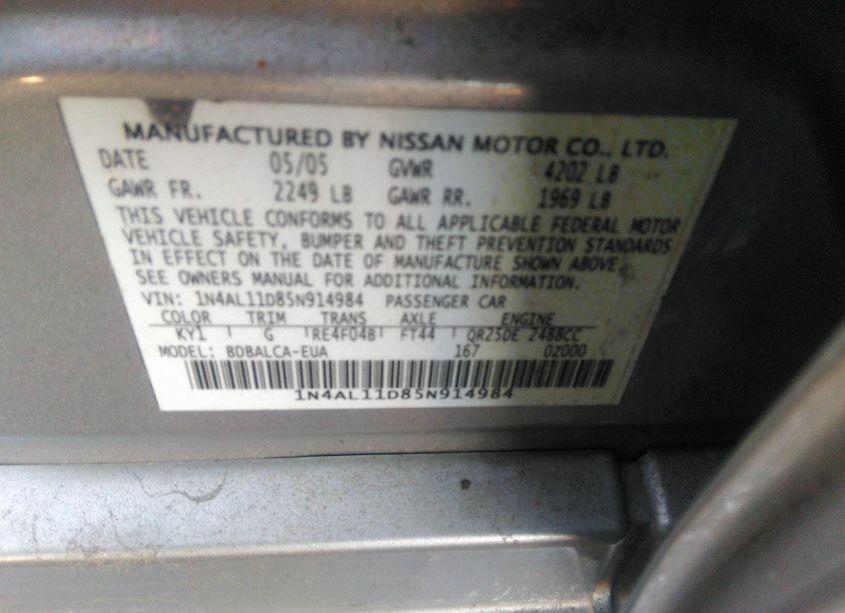 MANUFACTURED BY NISSAN MOTOR CO., LTD.
DATE 05/05 GVWR 4202 LB
GAWR FR. 2249 LB GAWR RR. 1969 LB
THIS VEHICLE CONFORMS TO ALL APPLICABLE FEDERAL MOTOR
VEHICLE SAFETY, BUMPER AND THEFT PREVENTION STANDARDS
IN EFFECT ON THE DATE OF MANUFACTURE SHOWN ABOVE.
SEE OWNERS MANUAL FOR ADDITIONAL INFORMATION.
VIN: 1N4AL11D85N914984 PASSENGER CAR
COLOR TRIM TRANS AXLE ENGINE
KY1 G RE4F04B FT44 QR25DE 2488CC
MODEL: BDBALCA-EUA 167 0Z000
1N4AL11D85N914984